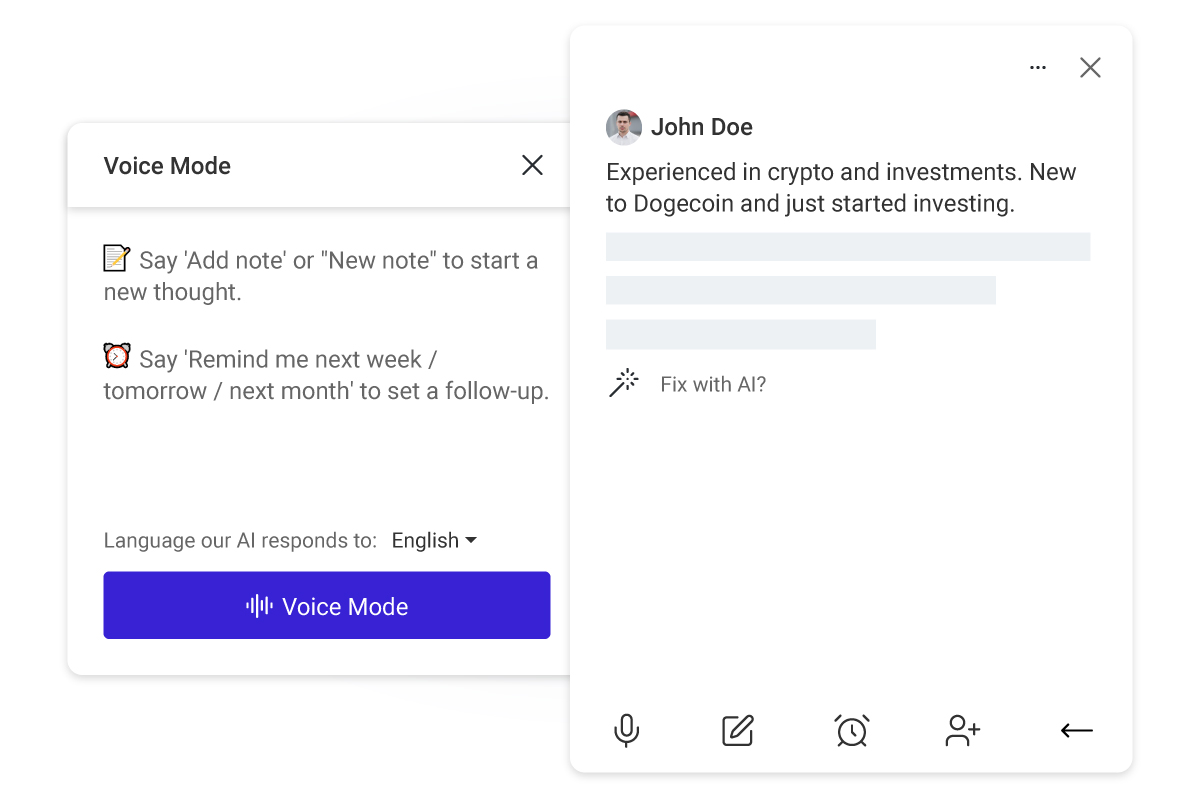 Voice Mode
Say 'Add note' or "New note" to start a
new thought.
Say 'Remind me next week /
tomorrow / next month' to set a follow-up.
Language our AI responds to: English
Voice Mode
John Doe
Experienced in crypto and investments. New
to Dogecoin and just started investing.
Fix with AI?